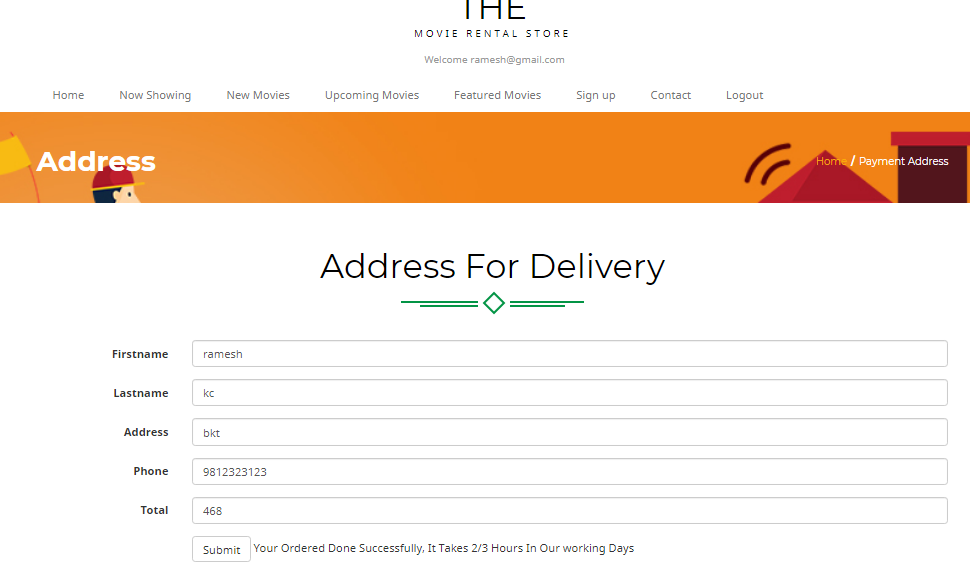 THE
MOVIE RENTAL STORE
Welcome ramesh@gmail.com
Home Now Showing New Movies Upcoming Movies Featured Movies Sign up Contact Logout
Address
Home / Payment Address
Address For Delivery
Firstname ramesh
Lastname kc
Address bkt
Phone 9812323123
Total 468
Submit Your Ordered Done Successfully, It Takes 2/3 Hours In Our working Days